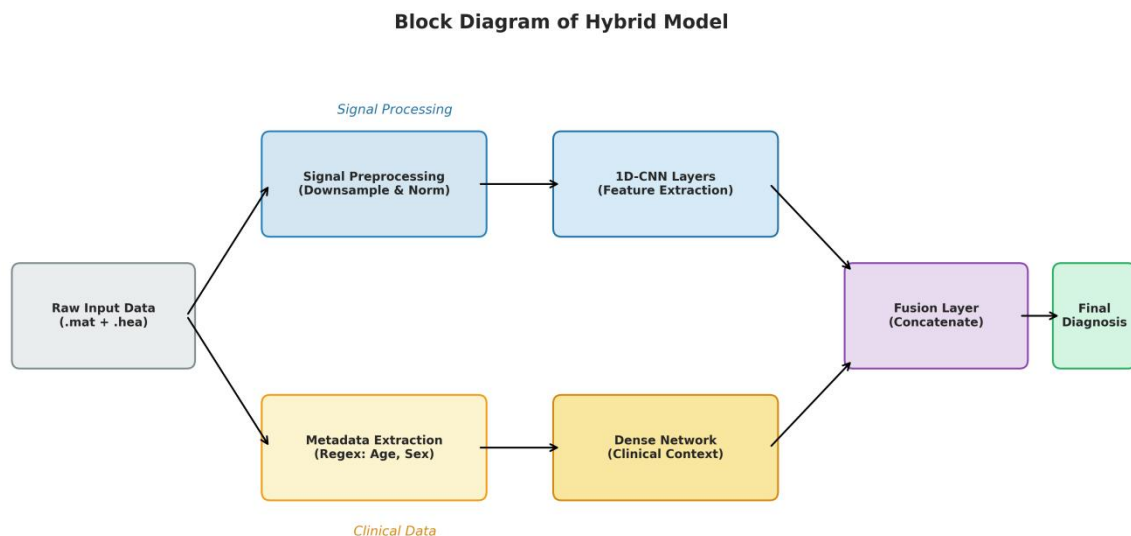 Block Diagram of Hybrid Model
Signal Processing
Signal Preprocessing
(Downsample & Norm)
1D-CNN Layers
(Feature Extraction)
Raw Input Data
(.mat + .hea)
Fusion Layer
(Concatenate)
Final
Diagnosis
Metadata Extraction
(Regex: Age, Sex)
Dense Network
(Clinical Context)
Clinical Data